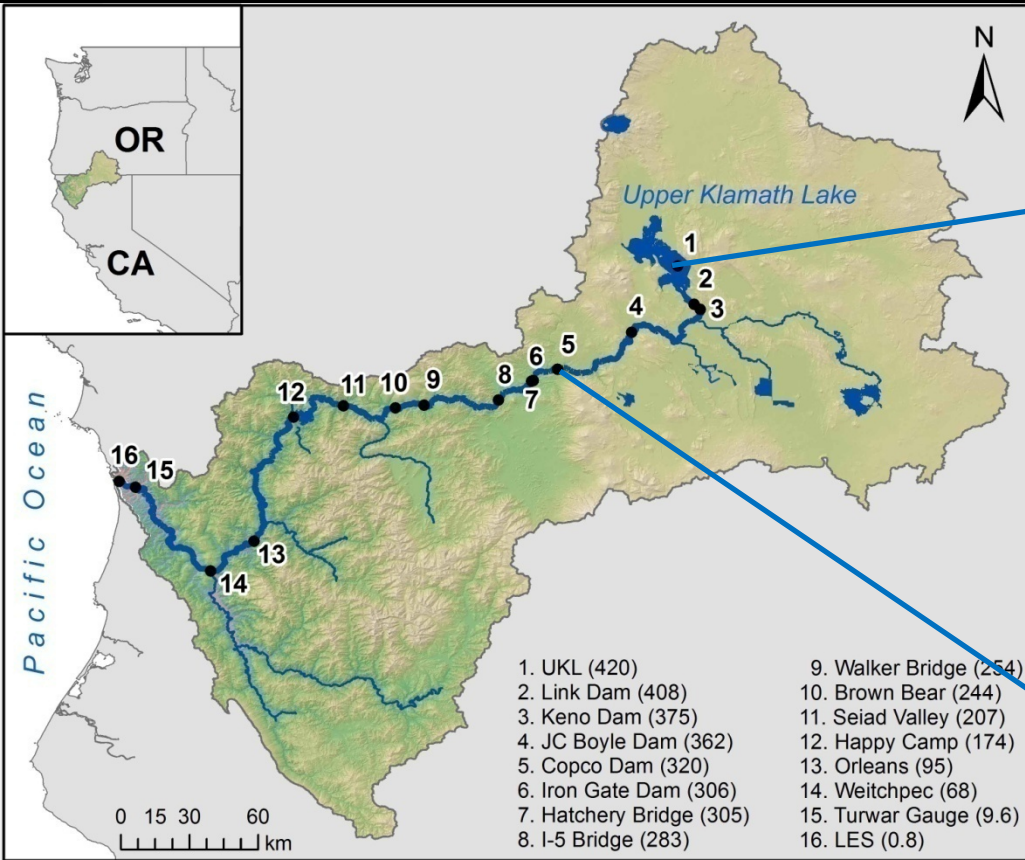 OR
CA
N
Upper Klamath Lake
1
2
3
4
5
6
7
8
9
10
11
12
13
14
15
16
Pacific Ocean
0 15 30 60
km
1. UKL (420)
2. Link Dam (408)
3. Keno Dam (375)
4. JC Boyle Dam (362)
5. Copco Dam (320)
6. Iron Gate Dam (306)
7. Hatchery Bridge (305)
8. I-5 Bridge (283)
9. Walker Bridge (254)
10. Brown Bear (244)
11. Seiad Valley (207)
12. Happy Camp (174)
13. Orleans (95)
14. Weitchpec (68)
15. Turwar Gauge (9.6)
16. LES (0.8)